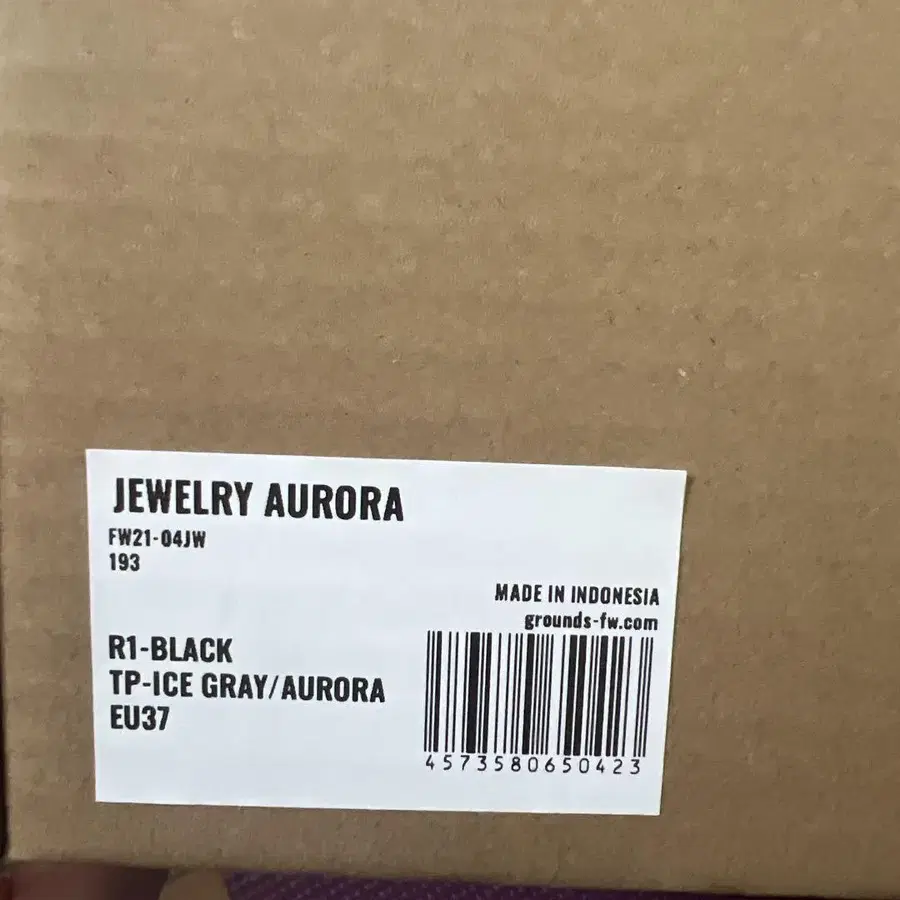 JEWELRY AURORA
FW21-04JW
193
MADE IN INDONESIA
grounds-fw.com
R1-BLACK
TP-ICE GRAY/AURORA
EU37
4573580650423